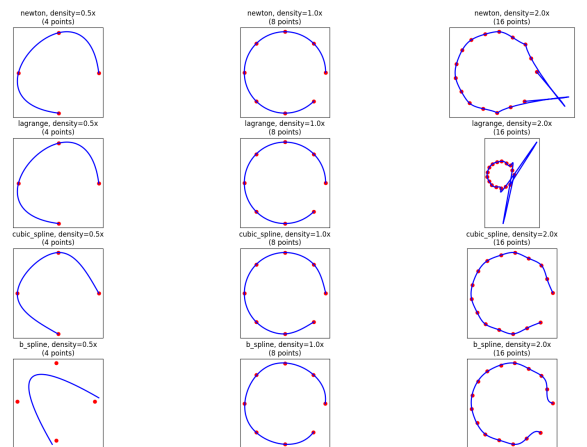 newton, density=0.5x
(4 points)
newton, density=1.0x
(8 points)
newton, density=2.0x
(16 points)
lagrange, density=0.5x
(4 points)
lagrange, density=1.0x
(8 points)
lagrange, density=2.0x
(16 points)
cubic_spline, density=0.5x
(4 points)
cubic_spline, density=1.0x
(8 points)
cubic_spline, density=2.0x
(16 points)
b_spline, density=0.5x
(4 points)
b_spline, density=1.0x
(8 points)
b_spline, density=2.0x
(16 points)